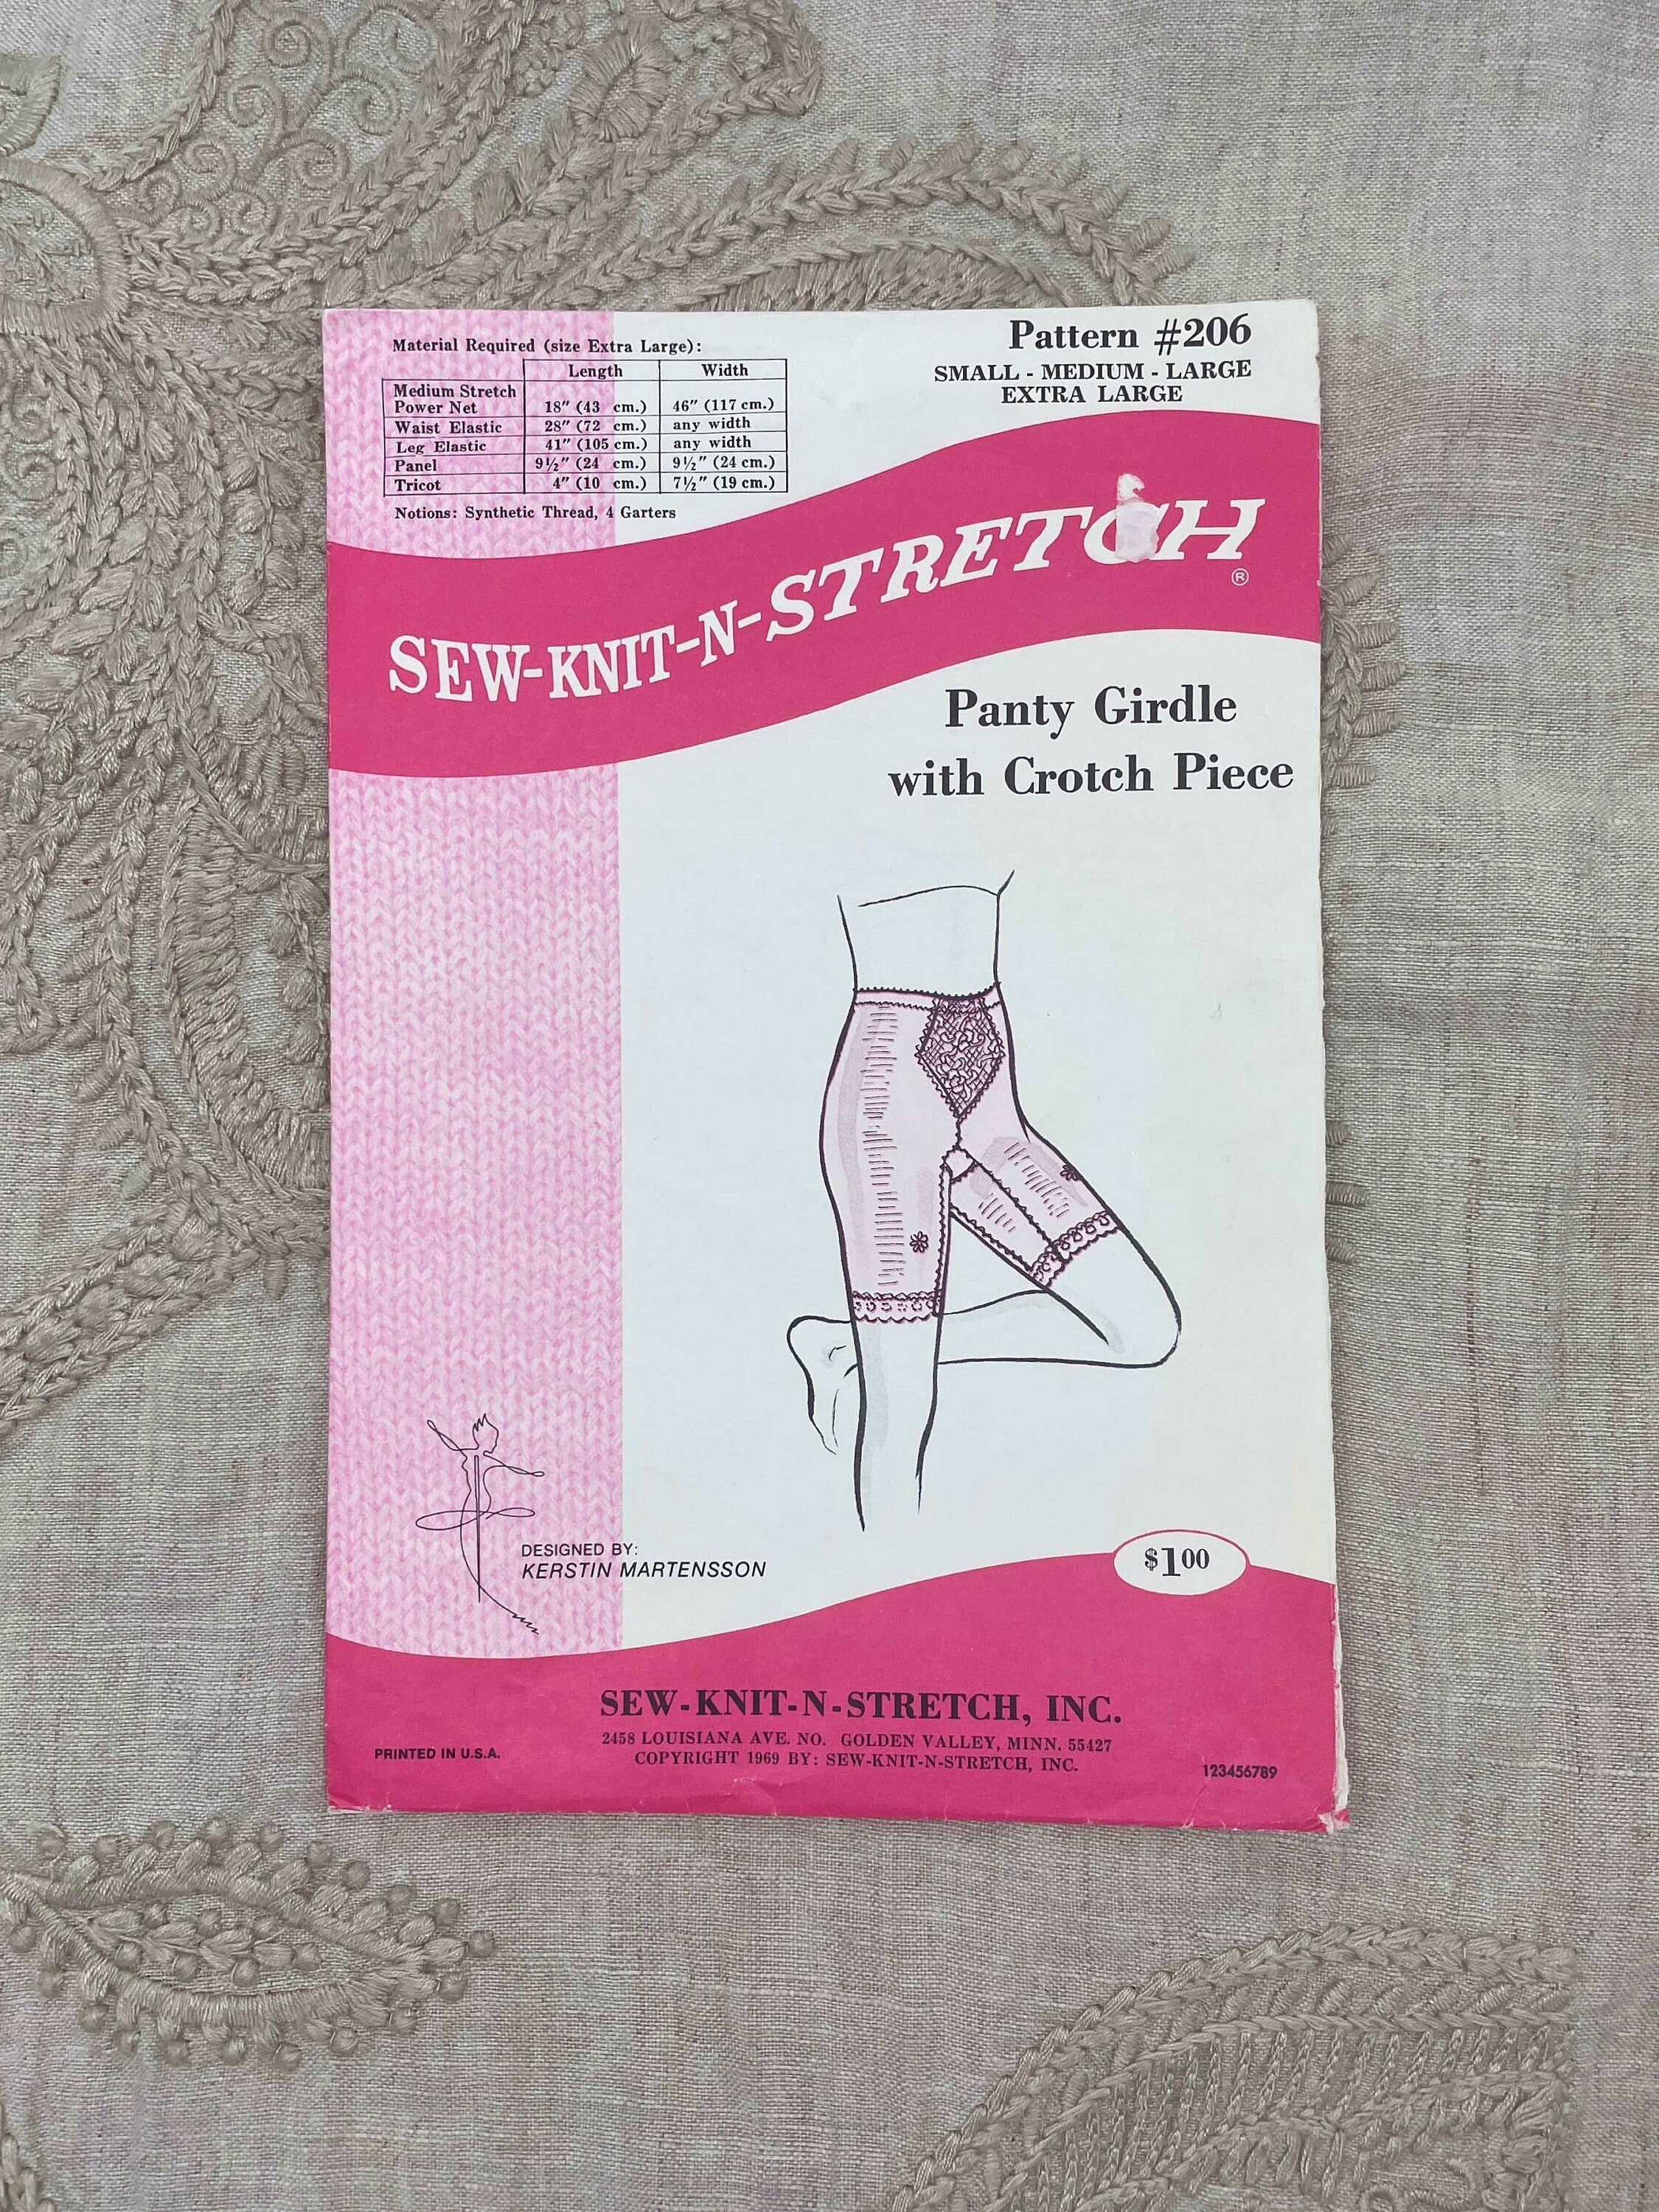 Pattern #206
SMALL - MEDIUM - LARGE
EXTRA LARGE
Material Required (size Extra Large):
Length Width
Medium Stretch
Power Net 18" (43 cm.) 46" (117 cm.)
Waist Elastic 28" (72 cm.) any width
Leg Elastic 41" (105 cm.) any width
Panel 9½" (24 cm.) 9½" (24 cm.)
Tricot 4" (10 cm.) 7½" (19 cm.)
Notions: Synthetic Thread, 4 Garters
SEW-KNIT-N-STRETCH
®
Panty Girdle
with Crotch Piece
DESIGNED BY:
KERSTIN MARTENSSON
$1.00
SEW-KNIT-N-STRETCH, INC.
2458 LOUISIANA AVE. NO. GOLDEN VALLEY, MINN. 55427
COPYRIGHT 1969 BY: SEW-KNIT-N-STRETCH, INC.
PRINTED IN U.S.A.
123456789